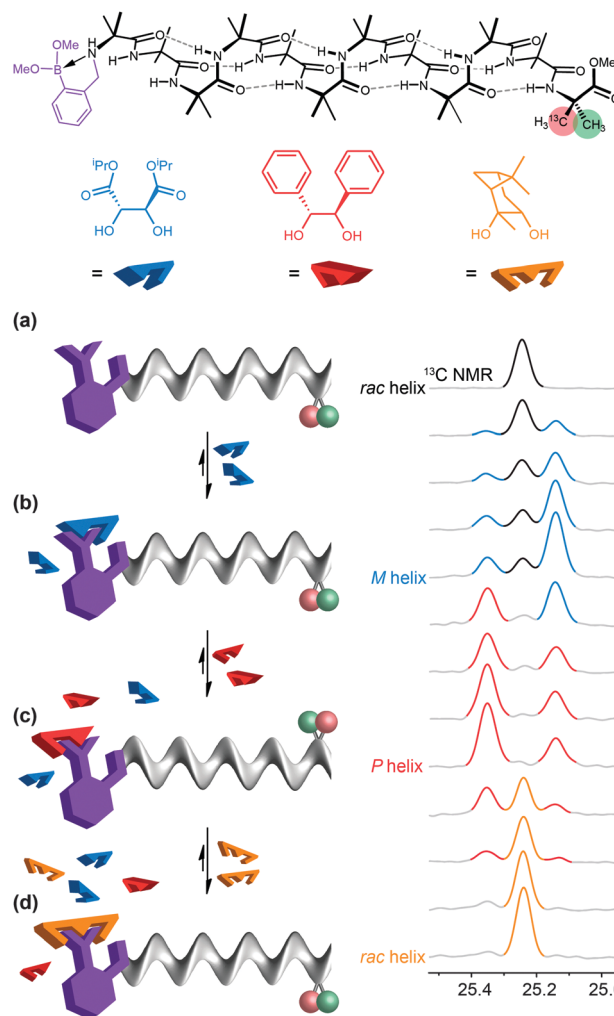 OMe
MeO
B
N
H
O
N
H
O
N
H
O
N
H
O
H N
O
H N
O
H N
O
H N
O
H N
O
OMe
O
H₃¹³C
CH₃
ⁱPrO
OⁱPr
O
O
HO
OH
HO
OH
HO
OH
=
=
=
(a)
rac helix
¹³C NMR
(b)
M helix
(c)
P helix
(d)
rac helix
25.4
25.2